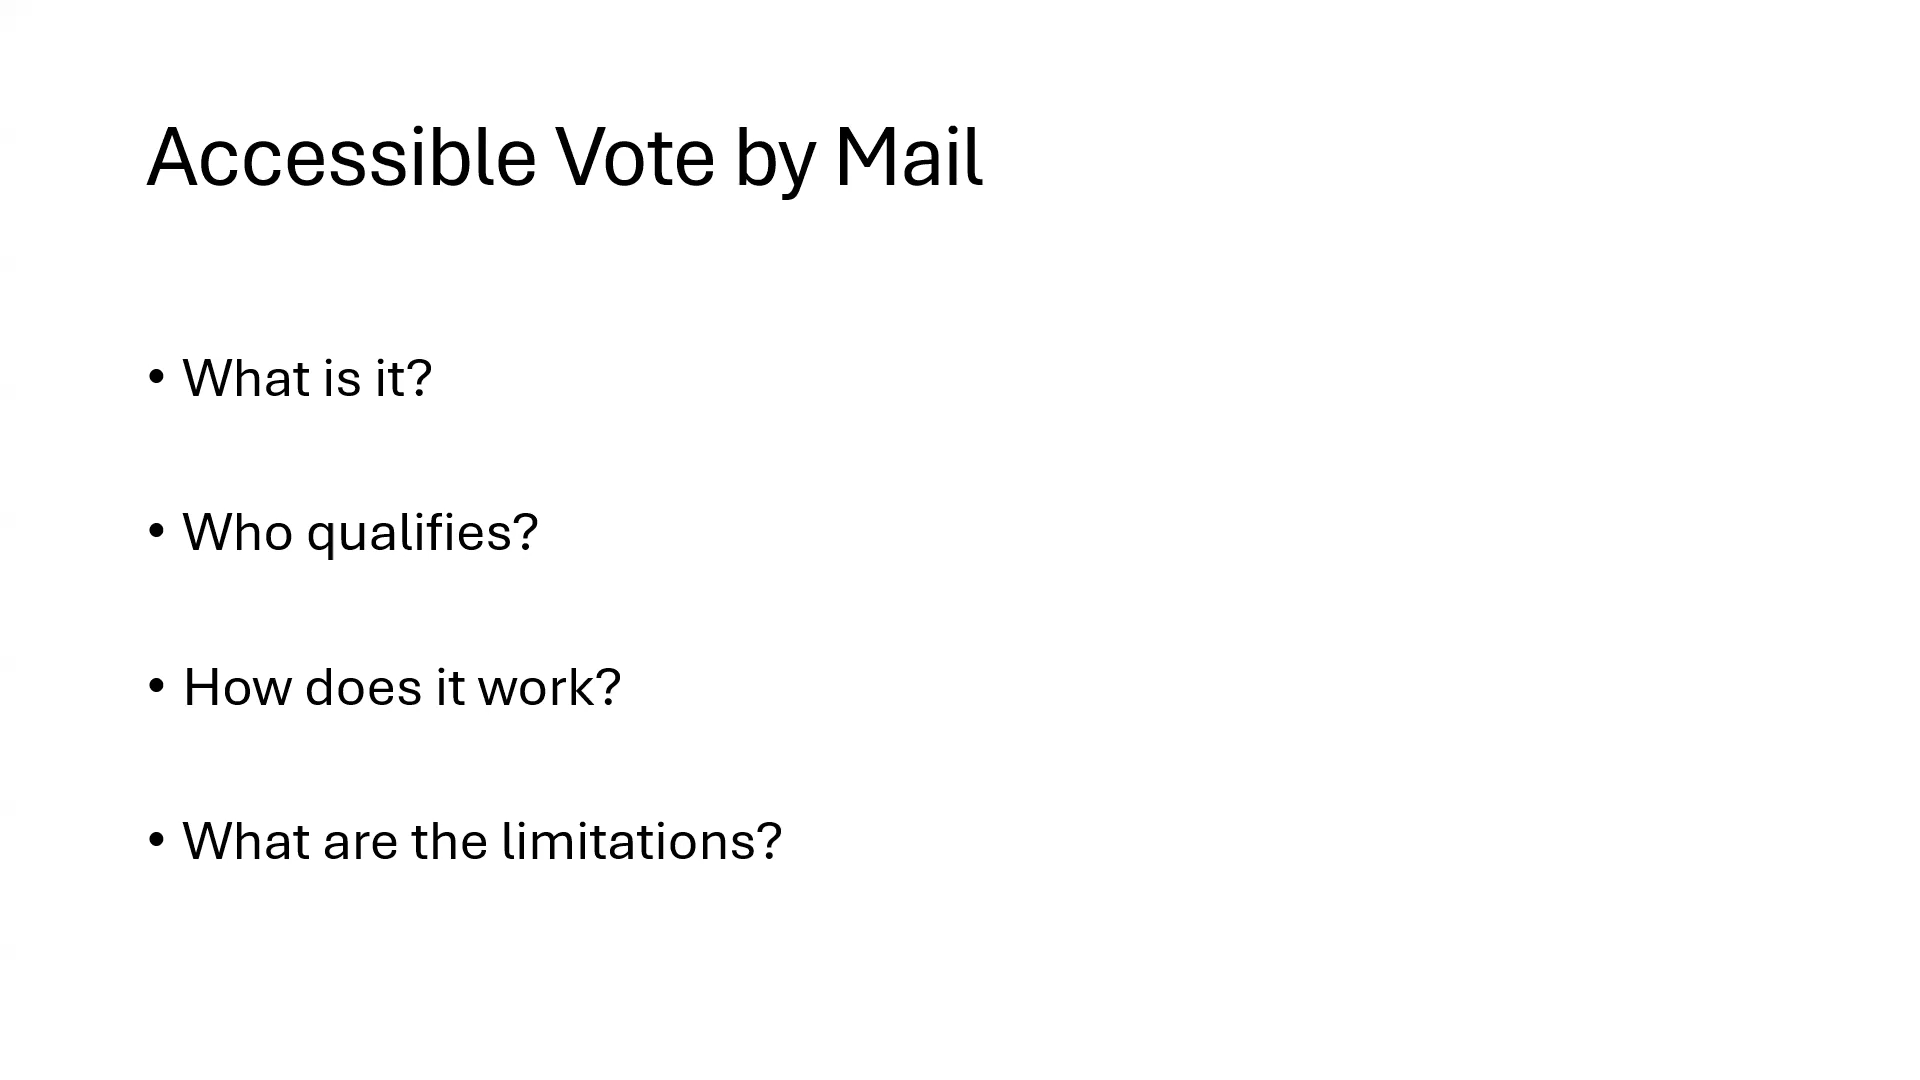 Accessible Vote by Mail
• What is it?
• Who qualifies?
• How does it work?
• What are the limitations?